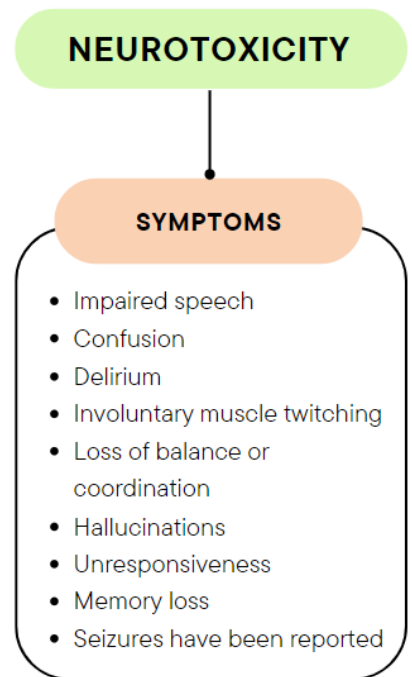 NEUROTOXICITY
SYMPTOMS
• Impaired speech
• Confusion
• Delirium
• Involuntary muscle twitching
• Loss of balance or
coordination
• Hallucinations
• Unresponsiveness
• Memory loss
• Seizures have been reported